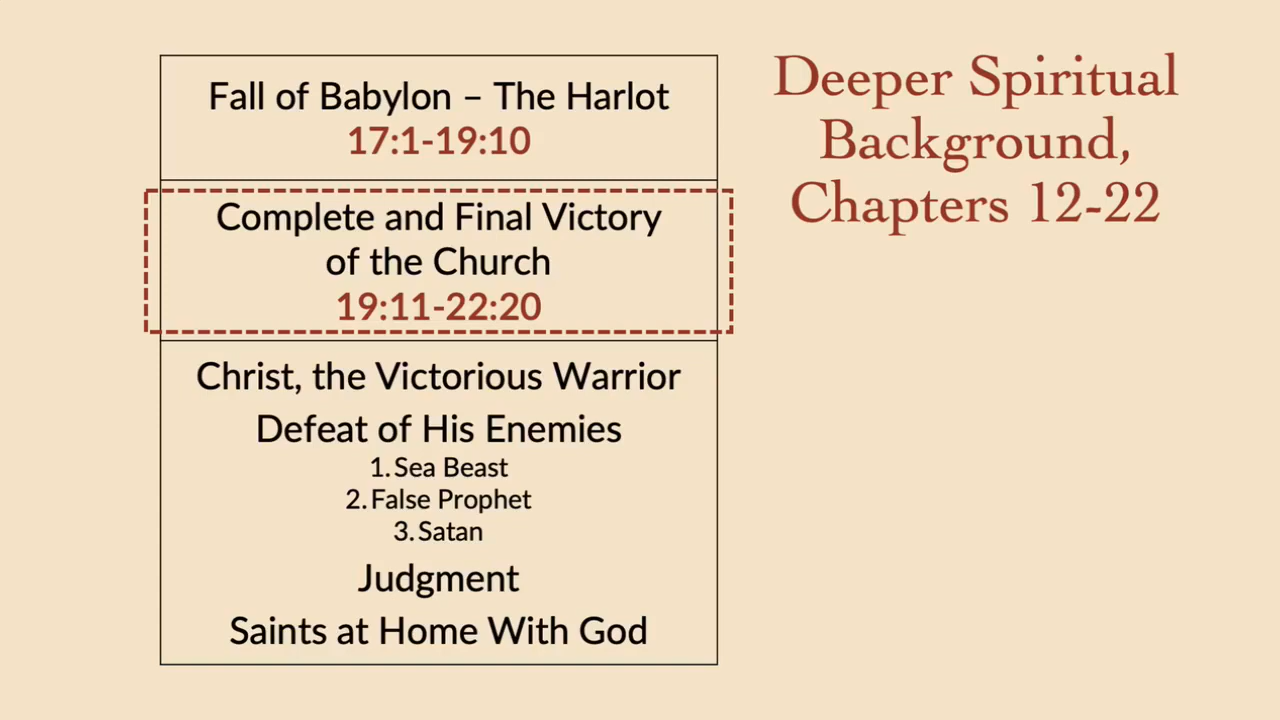 Fall of Babylon – The Harlot
17:1-19:10
Complete and Final Victory
of the Church
19:11-22:20
Christ, the Victorious Warrior
Defeat of His Enemies
1. Sea Beast
2. False Prophet
3. Satan
Judgment
Saints at Home With God
Deeper Spiritual
Background,
Chapters 12-22